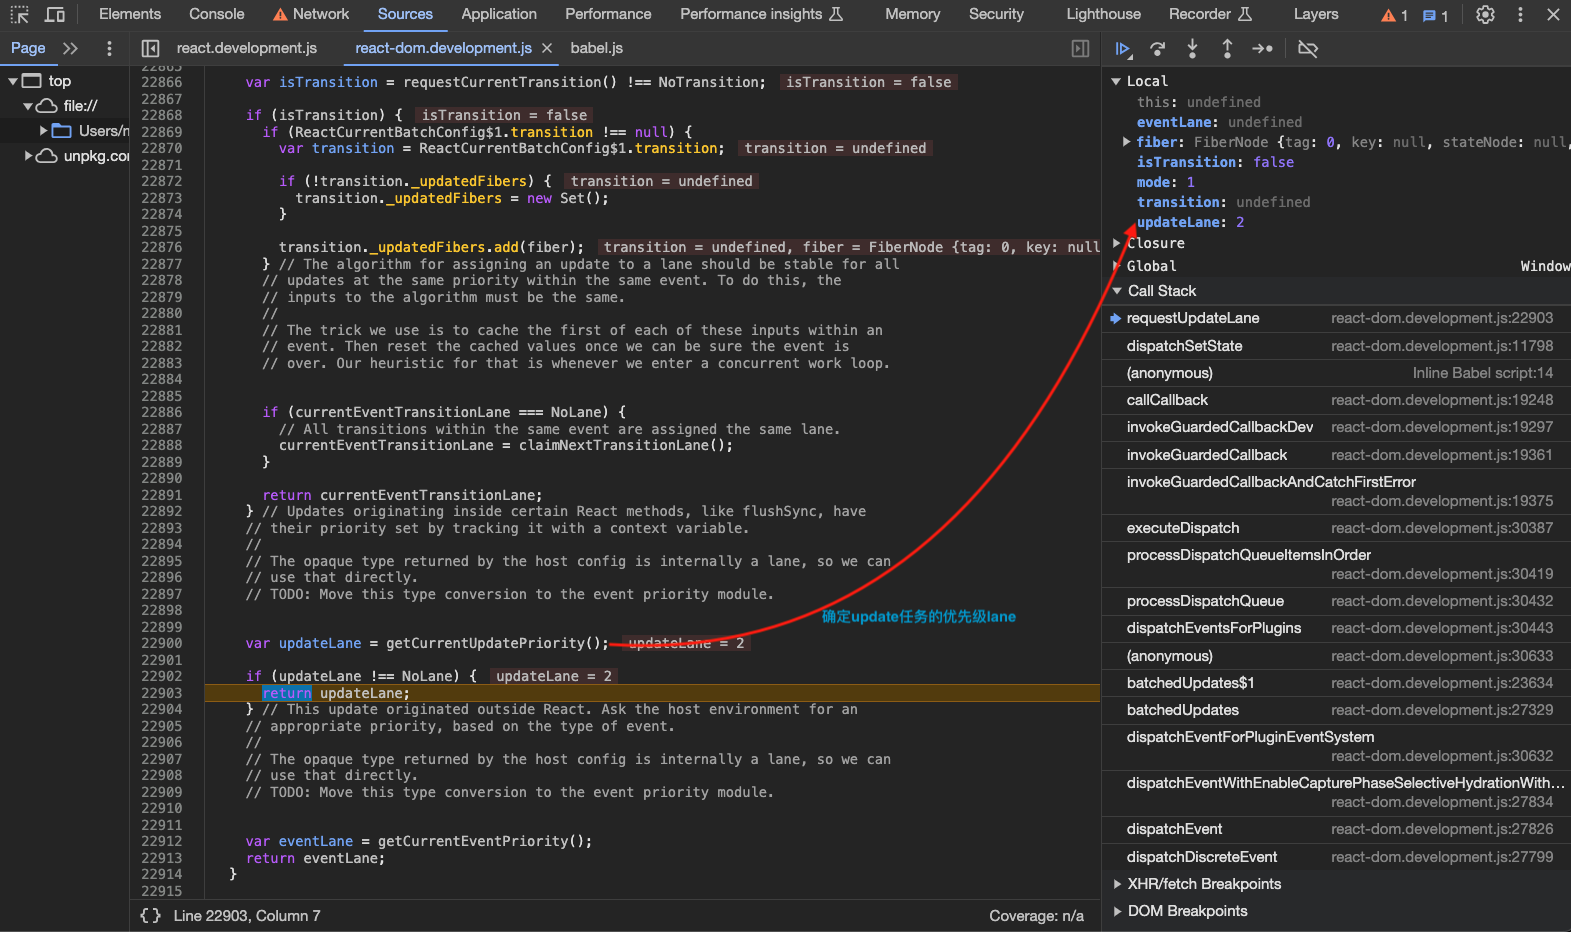 Elements Console Network Sources Application Performance Performance insights Memory Security Lighthouse Recorder Layers 1 1
Page react.development.js react-dom.development.js babel.js
top
file://
Users/
unpkg.co
22866 var isTransition = requestCurrentTransition() !== NoTransition; isTransition = false
22867
22868 if (isTransition) { isTransition = false
22869 if (ReactCurrentBatchConfig$1.transition !== null) {
22870 var transition = ReactCurrentBatchConfig$1.transition; transition = undefined
22871
22872 if (!transition._updatedFibers) { transition = undefined
22873 transition._updatedFibers = new Set();
22874 }
22875
22876 transition._updatedFibers.add(fiber); transition = undefined, fiber = FiberNode {tag: 0, key: null
22877 } // The algorithm for assigning an update to a lane should be stable for all
22878 // updates at the same priority within the same event. To do this, the
22879 // inputs to the algorithm must be the same.
22880 //
22881 // The trick we use is to cache the first of each of these inputs within an
22882 // event. Then reset the cached values once we can be sure the event is
22883 // over. Our heuristic for that is whenever we enter a concurrent work loop.
22884
22885
22886 if (currentEventTransitionLane === NoLane) {
22887 // All transitions within the same event are assigned the same lane.
22888 currentEventTransitionLane = claimNextTransitionLane();
22889 }
22890
22891 return currentEventTransitionLane;
22892 } // Updates originating inside certain React methods, like flushSync, have
22893 // their priority set by tracking it with a context variable.
22894 //
22895 // The opaque type returned by the host config is internally a lane, so we can
22896 // use that directly.
22897 // TODO: Move this type conversion to the event priority module.
22898
确定update任务的优先级lane
22899
22900 var updateLane = getCurrentUpdatePriority(); updateLane = 2
22901
22902 if (updateLane !== NoLane) { updateLane = 2
22903 return updateLane;
22904 } // This update originated outside React. Ask the host environment for an
22905 // appropriate priority, based on the type of event.
22906 //
22907 // The opaque type returned by the host config is internally a lane, so we can
22908 // use that directly.
22909 // TODO: Move this type conversion to the event priority module.
22910
22911
22912 var eventLane = getCurrentEventPriority();
22913 return eventLane;
22914 }
22915
{} Line 22903, Column 7 Coverage: n/a
Local
this: undefined
eventLane: undefined
fiber: FiberNode {tag: 0, key: null, stateNode: null,
isTransition: false
mode: 1
transition: undefined
updateLane: 2
Closure
Global Window
Call Stack
requestUpdateLane react-dom.development.js:22903
dispatchSetState react-dom.development.js:11798
(anonymous) Inline Babel script:14
callCallback react-dom.development.js:19248
invokeGuardedCallbackDev react-dom.development.js:19297
invokeGuardedCallback react-dom.development.js:19361
invokeGuardedCallbackAndCatchFirstError
react-dom.development.js:19375
executeDispatch react-dom.development.js:30387
processDispatchQueueItemsInOrder
react-dom.development.js:30419
processDispatchQueue react-dom.development.js:30432
dispatchEventsForPlugins react-dom.development.js:30443
(anonymous) react-dom.development.js:30633
batchedUpdates$1 react-dom.development.js:23634
batchedUpdates react-dom.development.js:27329
dispatchEventForPluginEventSystem
react-dom.development.js:30632
dispatchEventWithEnableCapturePhaseSelectiveHydrationWith...
react-dom.development.js:27834
dispatchEvent react-dom.development.js:27826
dispatchDiscreteEvent react-dom.development.js:27799
XHR/fetch Breakpoints
DOM Breakpoints